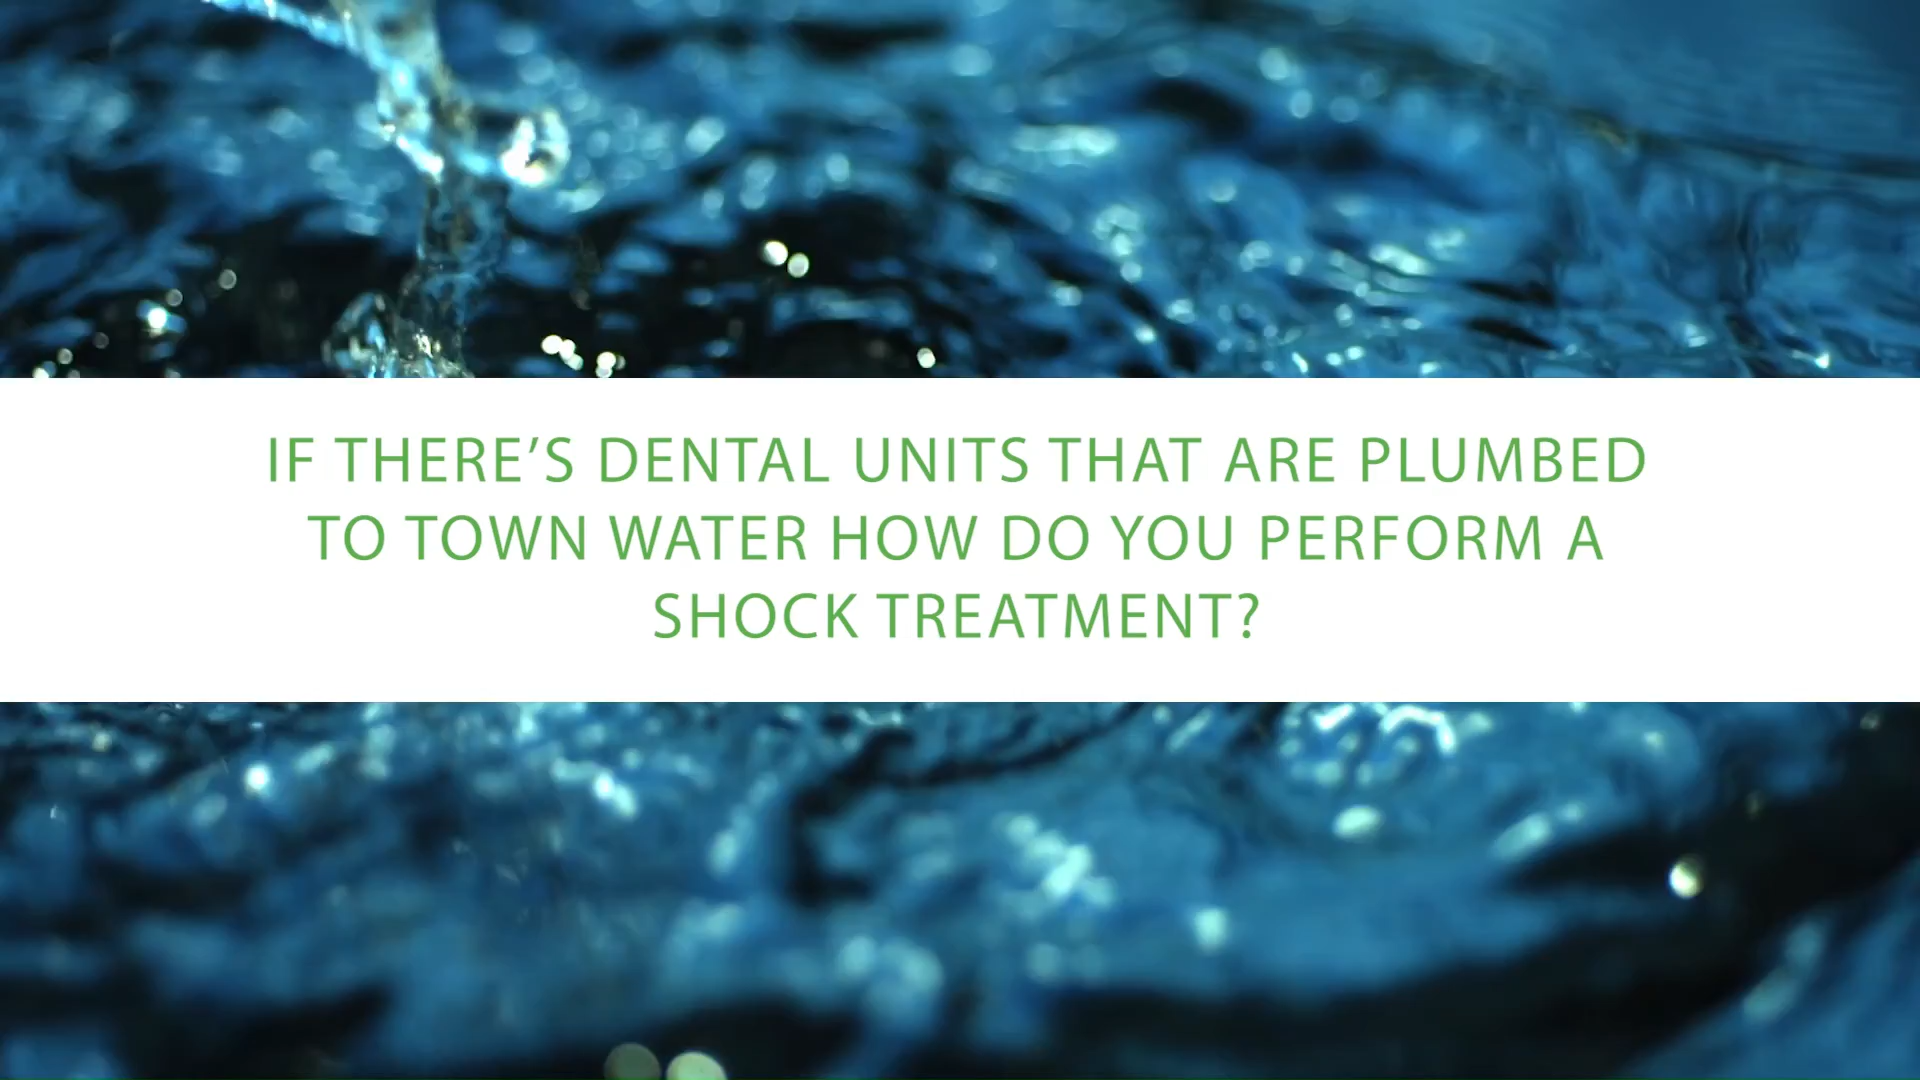 IF THERE’S DENTAL UNITS THAT ARE PLUMBED
TO TOWN WATER HOW DO YOU PERFORM A
SHOCK TREATMENT?